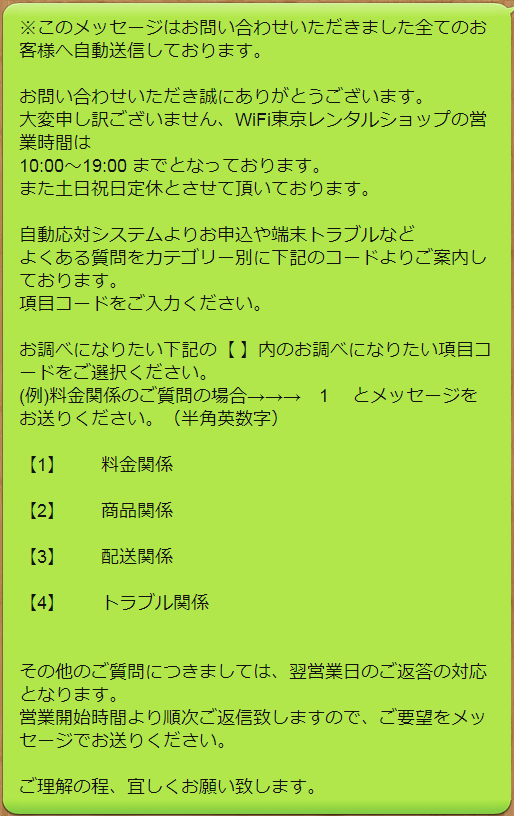 ※このメッセージはお問い合わせいただきました全てのお
客様へ自動送信しております。
お問い合わせいただき誠にありがとうございます。
大変申し訳ございません、WiFi東京レンタルショップの営
業時間は
10:00～19:00 までとなっております。
また土日祝日定休とさせて頂いております。
自動応対システムよりお申込や端末トラブルなど
よくある質問をカテゴリー別に下記のコードよりご案内し
ております。
項目コードをご入力ください。
お調べになりたい下記の【 】内のお調べになりたい項目コ
ードをご選択ください。
(例)料金関係のご質問の場合→→→　1　とメッセージを
お送りください。（半角英数字）
【1】　　料金関係
【2】　　商品関係
【3】　　配送関係
【4】　　トラブル関係
その他のご質問につきましては、翌営業日のご返答の対応
となります。
営業開始時間より順次ご返信致しますので、ご要望をメッ
セージでお送りください。
ご理解の程、宜しくお願い致します。